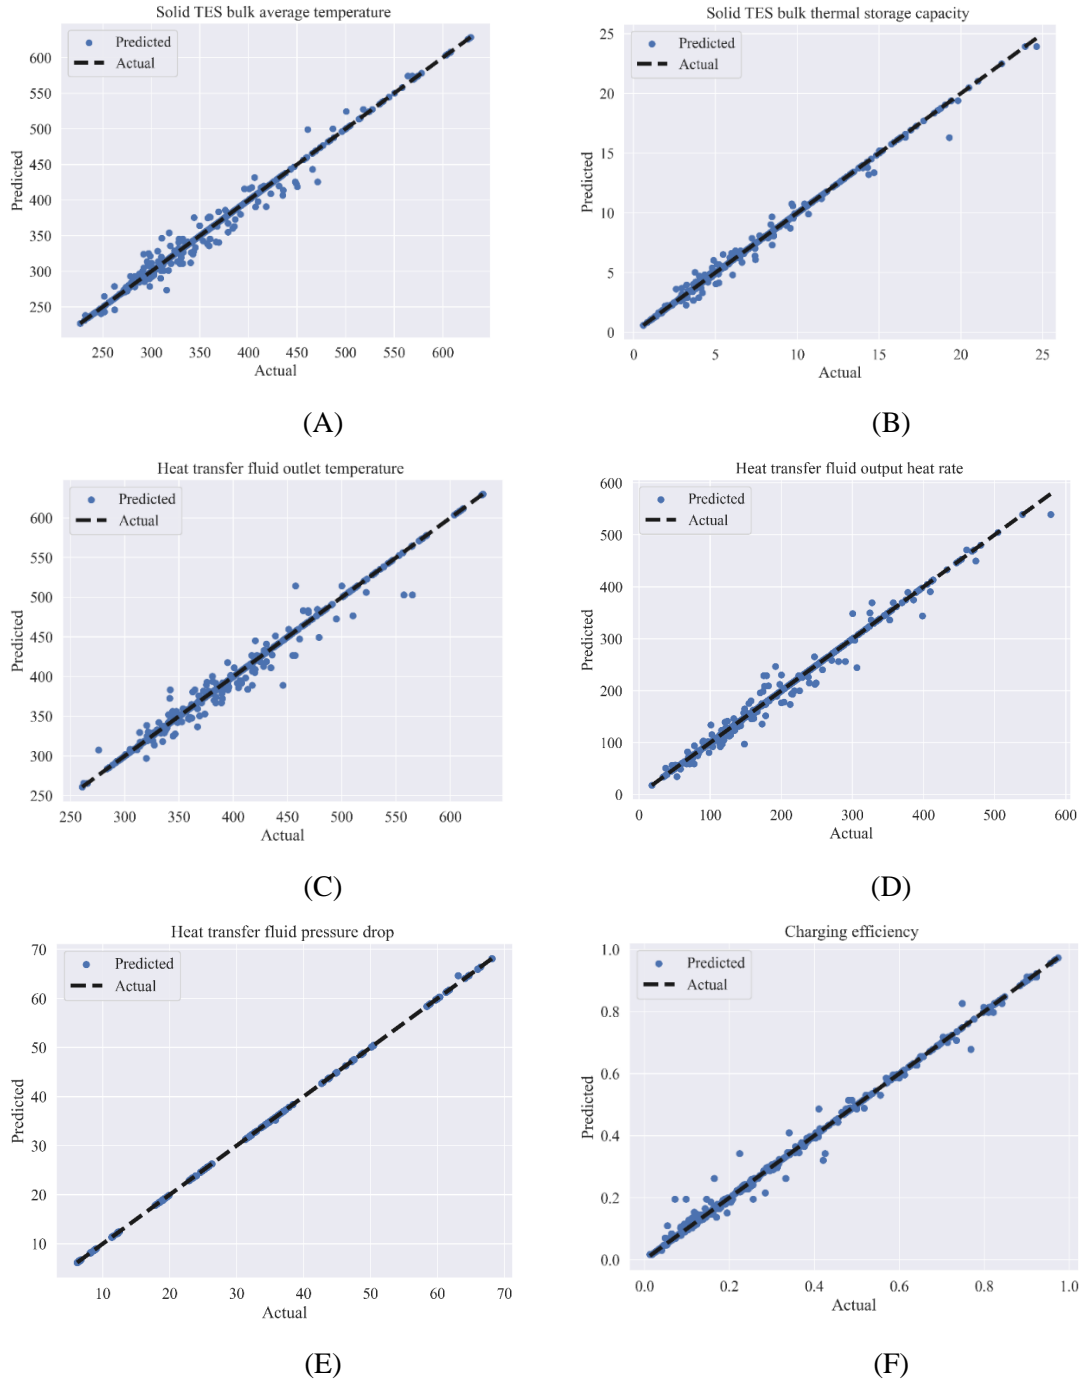 Solid TES bulk average temperature
Predicted
Actual
600
550
500
450
400
350
300
250
Predicted
250 300 350 400 450 500 550 600
Actual
(A)
Solid TES bulk thermal storage capacity
Predicted
Actual
25
20
15
10
5
0
Predicted
0 5 10 15 20 25
Actual
(B)
Heat transfer fluid outlet temperature
Predicted
Actual
600
550
500
450
400
350
300
250
Predicted
250 300 350 400 450 500 550 600
Actual
(C)
Heat transfer fluid output heat rate
Predicted
Actual
600
500
400
300
200
100
0
Predicted
0 100 200 300 400 500 600
Actual
(D)
Heat transfer fluid pressure drop
Predicted
Actual
70
60
50
40
30
20
10
Predicted
10 20 30 40 50 60 70
Actual
(E)
Charging efficiency
Predicted
Actual
1.0
0.8
0.6
0.4
0.2
0.0
Predicted
0.0 0.2 0.4 0.6 0.8 1.0
Actual
(F)